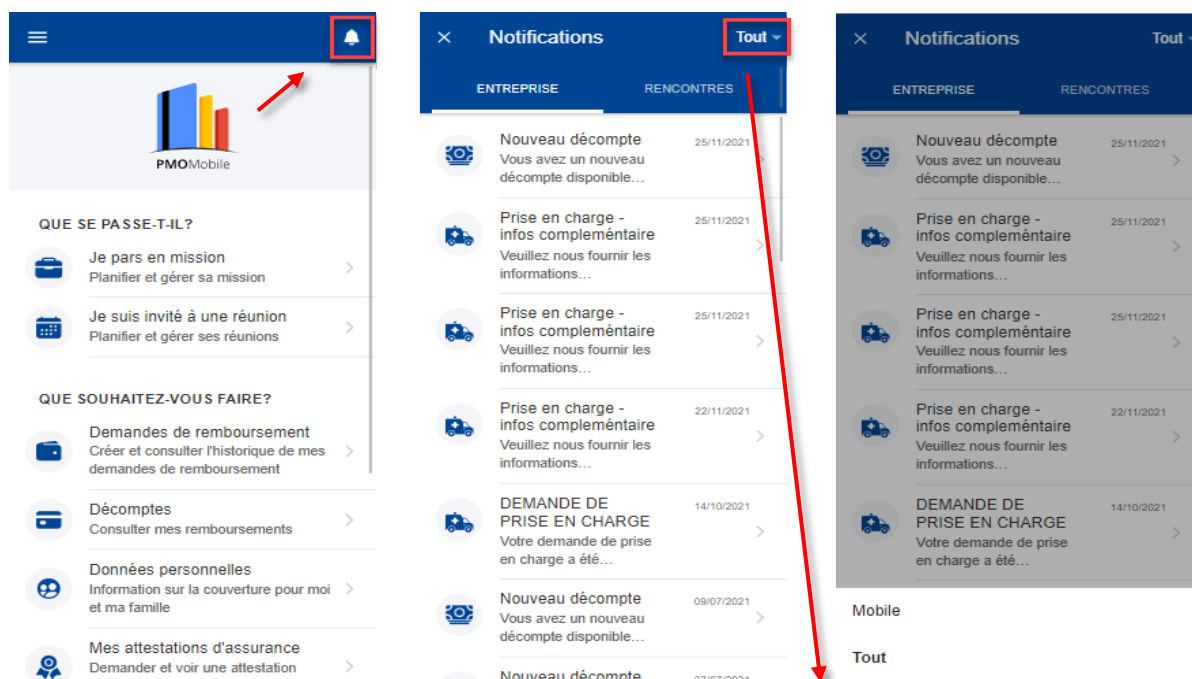 PMOMobile
QUE SE PASSE-T-IL?
Je pars en mission
Planifier et gérer sa mission
Je suis invité à une réunion
Planifier et gérer ses réunions
QUE SOUHAITEZ-VOUS FAIRE?
Demandes de remboursement
Créer et consulter l'historique de mes
demandes de remboursement
Décomptes
Consulter mes remboursements
Données personnelles
Information sur la couverture pour moi
et ma famille
Mes attestations d'assurance
Demander et voir une attestation
Notifications Tout
ENTREPRISE RENCONTRES
Nouveau décompte 25/11/2021
Vous avez un nouveau
décompte disponible…
Prise en charge - 25/11/2021
infos compleméntaire
Veuillez nous fournir les
informations…
Prise en charge - 25/11/2021
infos compleméntaire
Veuillez nous fournir les
informations…
Prise en charge - 22/11/2021
infos compleméntaire
Veuillez nous fournir les
informations…
DEMANDE DE 14/10/2021
PRISE EN CHARGE
Votre demande de prise
en charge a été…
Nouveau décompte 09/07/2021
Vous avez un nouveau
décompte disponible…
Nouveau décompte 07/07/2021
Notifications Tout
ENTREPRISE RENCONTRES
Nouveau décompte 25/11/2021
Vous avez un nouveau
décompte disponible…
Prise en charge - 25/11/2021
infos compleméntaire
Veuillez nous fournir les
informations…
Prise en charge - 25/11/2021
infos compleméntaire
Veuillez nous fournir les
informations…
Prise en charge - 22/11/2021
infos compleméntaire
Veuillez nous fournir les
informations…
DEMANDE DE 14/10/2021
PRISE EN CHARGE
Votre demande de prise
en charge a été…
Mobile
Tout